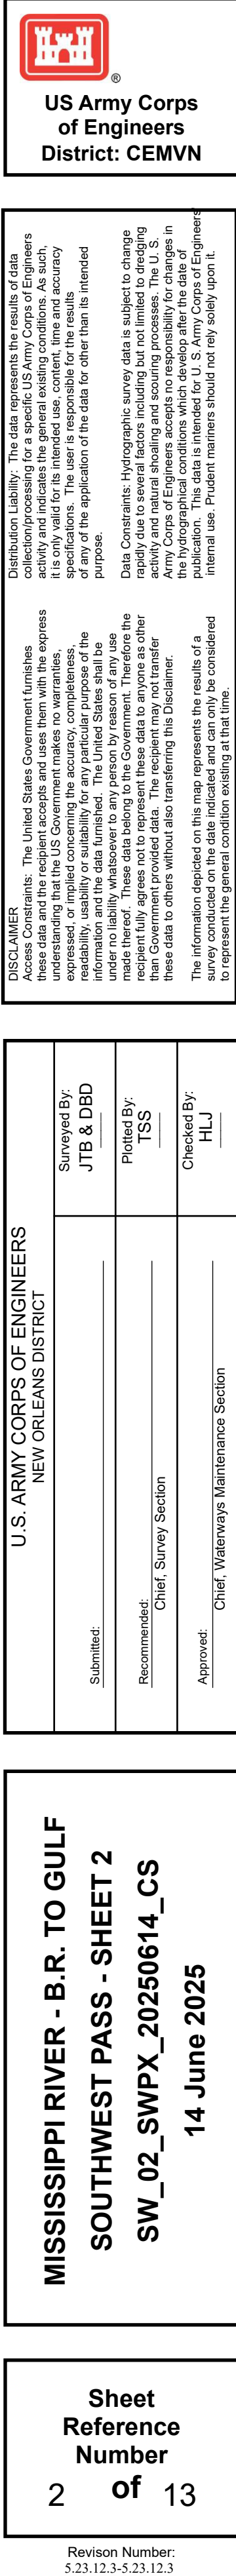 ®
US Army Corps
of Engineers
District: CEMVN
DISCLAIMER
Access Constraints: The United States Government furnishes
these data and the recipient accepts and uses them with the express
understanding that the US Government makes no warranties,
expressed, or implied concerning the accuracy, completeness,
readability, usability or suitability for any particular purpose of the
information and the data furnished. The United States shall be
under no liability whatsoever to any person by reason of any use
made thereof. These data belong to the Government. Therefore the
recipient fully agrees not to represent these data to anyone as other
than Government provided data. The recipient may not transfer
these data to others without also transferring this Disclaimer.
The information depicted on this map represents the results of a
survey conducted on the date indicated and can only be considered
to represent the general condition existing at that time.
Distribution Liability: The data represents the results of data
collection/processing for a specific US Army Corps of Engineers
activity and indicates the general existing conditions. As such,
it is only valid for its intended use, content, time, and accuracy
specifications. The user is responsible for the results
of any of the application of the data for other than its intended
purpose.
Data Constraints: Hydrographic survey data is subject to change
rapidly due to several factors including but not limited to dredging
activity and natural shoaling and scouring processes. The U. S.
Army Corps of Engineers accepts no responsibility for changes in
the hydrographical conditions which develop after the date of
publication. This data is intended for U. S. Army Corps of Engineers'
internal use. Prudent mariners should not rely solely upon it.
U.S. ARMY CORPS OF ENGINEERS
NEW ORLEANS DISTRICT
Submitted:
Surveyed By:
JTB & DBD
Recommended:
Chief, Survey Section
Plotted By:
TSS
Approved:
Chief, Waterways Maintenance Section
Checked By:
HLJ
MISSISSIPPI RIVER - B.R. TO GULF
SOUTHWEST PASS - SHEET 2
SW_02_SWPX_20250614_CS
14 June 2025
Sheet
Reference
Number
2 of 13
Revison Number:
5.23.12.3-5.23.12.3